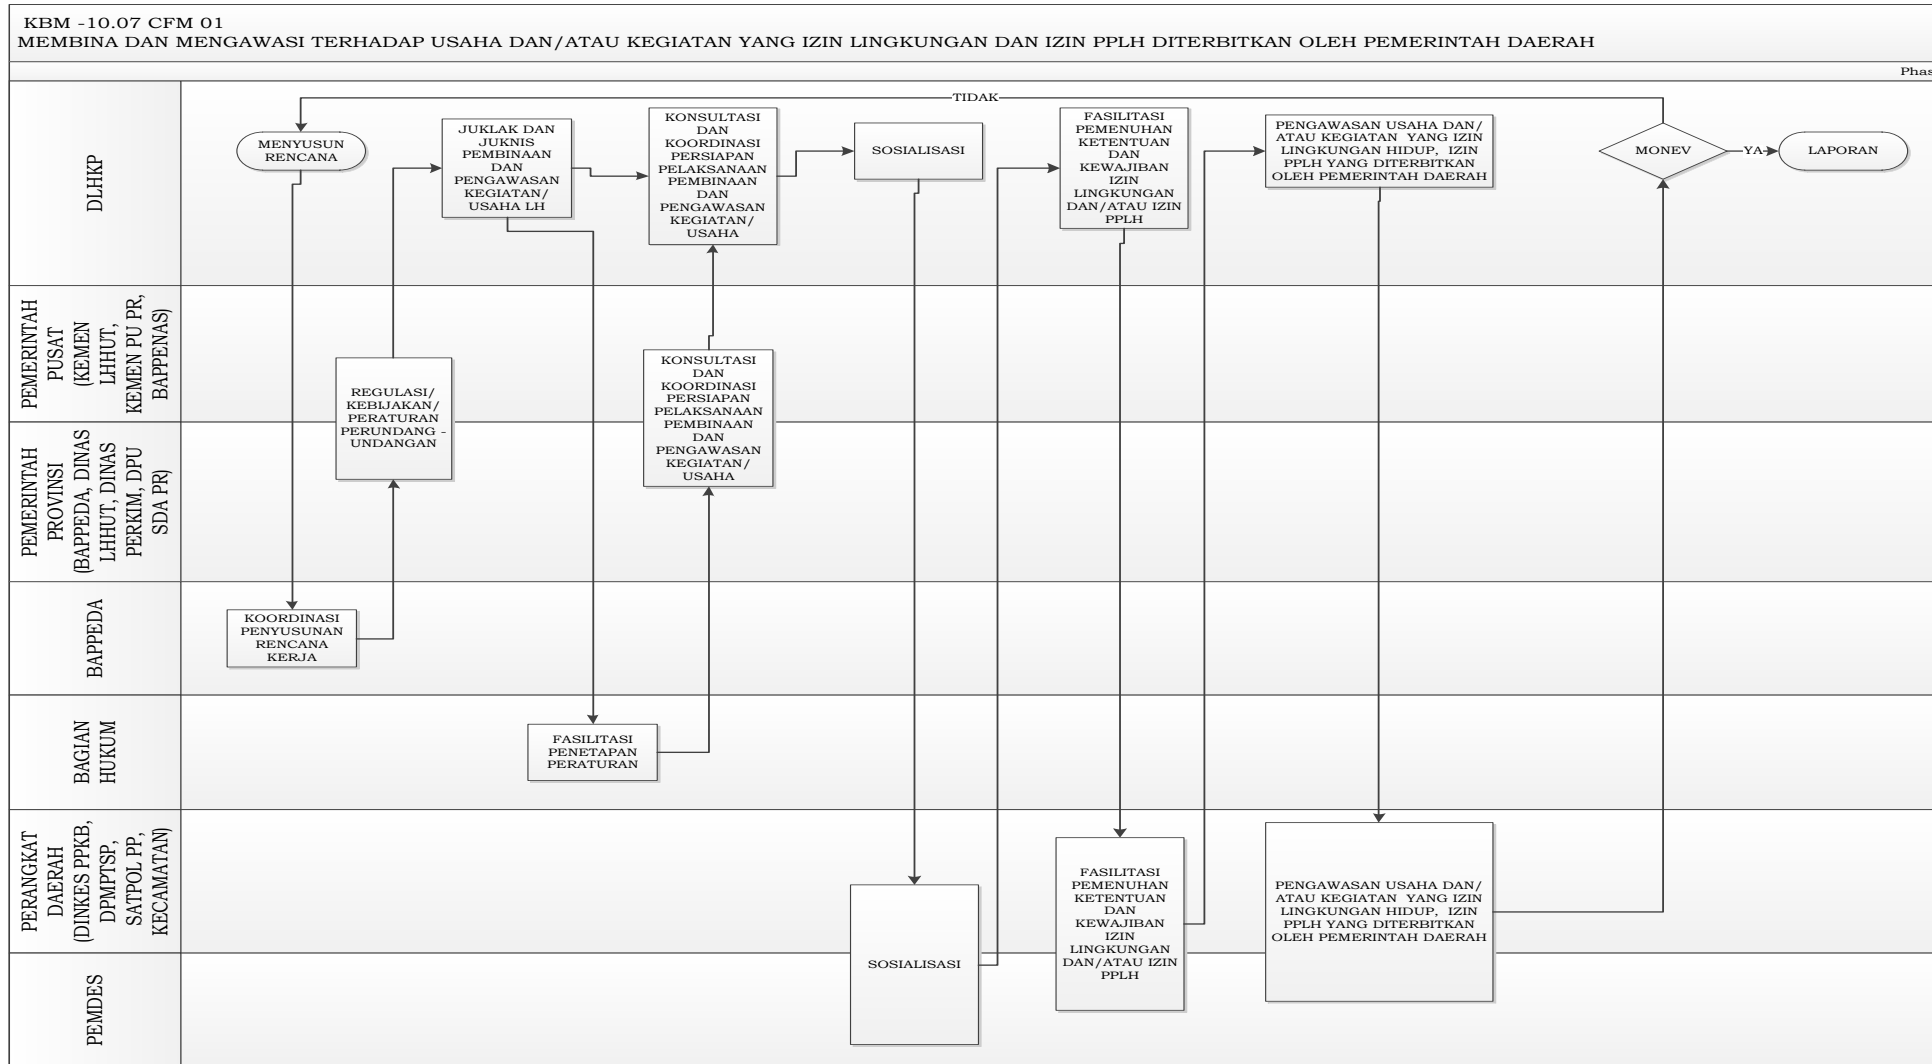 KBM -10.07 CFM 01
MEMBINA DAN MENGAWASI TERHADAP USAHA DAN/ATAU KEGIATAN YANG IZIN LINGKUNGAN DAN IZIN PPLH DITERBITKAN OLEH PEMERINTAH DAERAH
Phas
DLHKP
TIDAK
MENYUSUN
RENCANA
JUKLAK DAN
JUKNIS
PEMBINAAN
DAN
PENGAWASAN
KEGIATAN/
USAHA LH
KONSULTASI
DAN
KOORDINASI
PERSIAPAN
PELAKSANAAN
PEMBINAAN
DAN
PENGAWASAN
KEGIATAN/
USAHA
SOSIALISASI
FASILITASI
PEMENUHAN
KETENTUAN
DAN
KEWAJIBAN
IZIN
LINGKUNGAN
DAN/ATAU IZIN
PPLH
PENGAWASAN USAHA DAN/
ATAU KEGIATAN YANG IZIN
LINGKUNGAN HIDUP, IZIN
PPLH YANG DITERBITKAN
OLEH PEMERINTAH DAERAH
MONEV
YA
LAPORAN
PEMERINTAH
PUSAT
(KEMEN
LHHUT,
KEMEN PU PR,
BAPPENAS)
REGULASI/
KEBIJAKAN/
PERATURAN
PERUNDANG -
UNDANGAN
KONSULTASI
DAN
KOORDINASI
PERSIAPAN
PELAKSANAAN
PEMBINAAN
DAN
PENGAWASAN
KEGIATAN/
USAHA
PEMERINTAH
PROVINSI
(BAPPEDA, DINAS
LHHUT, DINAS
PERKIM, DPU
SDA PR)
BAPPEDA
KOORDINASI
PENYUSUNAN
RENCANA
KERJA
BAGIAN
HUKUM
FASILITASI
PENETAPAN
PERATURAN
PERANGKAT
DAERAH
(DINKES PPKB,
DPMPTSP,
SATPOL PP,
KECAMATAN)
SOSIALISASI
FASILITASI
PEMENUHAN
KETENTUAN
DAN
KEWAJIBAN
IZIN
LINGKUNGAN
DAN/ATAU IZIN
PPLH
PENGAWASAN USAHA DAN/
ATAU KEGIATAN YANG IZIN
LINGKUNGAN HIDUP, IZIN
PPLH YANG DITERBITKAN
OLEH PEMERINTAH DAERAH
PEMDES